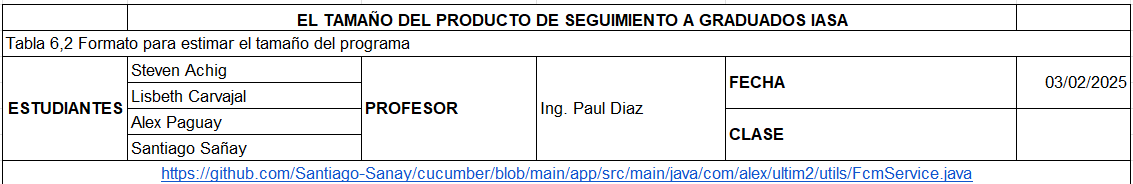 EL TAMAÑO DEL PRODUCTO DE SEGUIMIENTO A GRADUADOS IASA
Tabla 6,2 Formato para estimar el tamaño del programa
ESTUDIANTES
Steven Achig
Lisbeth Carvajal
Alex Paguay
Santiago Sañay
PROFESOR
Ing. Paul Diaz
FECHA
03/02/2025
CLASE
https://github.com/Santiago-Sanay/cucumber/blob/main/app/src/main/java/com/alex/ultim2/utils/FcmService.java